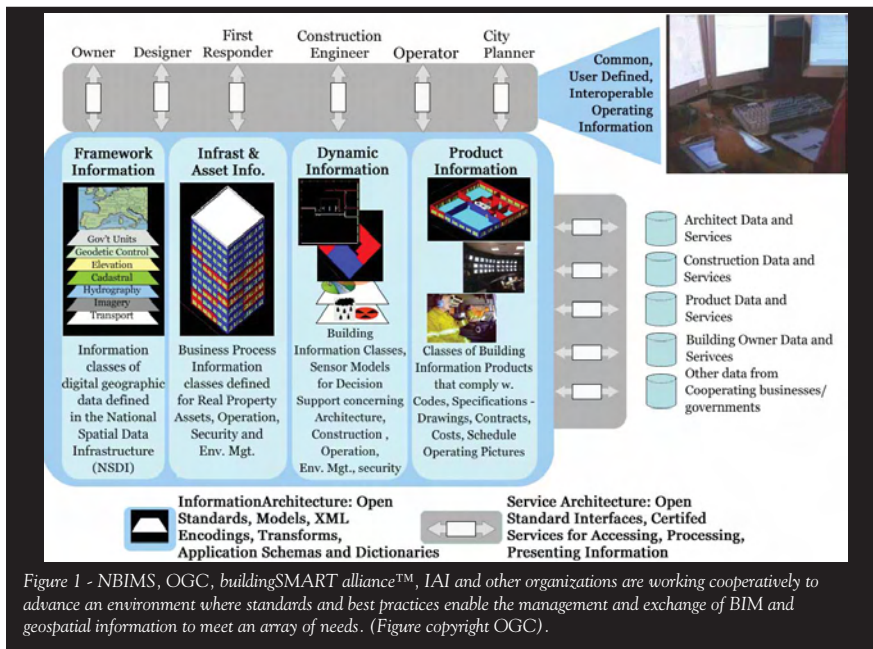 Owner
Designer
First
Responder
Construction
Engineer
Operator
City
Planner
Common,
User Defined,
Interoperable
Operating
Information
Framework
Information
Gov't Units
Geodetic Control
Elevation
Cadastral
Hydrography
Imagery
Transport
Information
classes of
digital geographic
data defined
in the National
Spatial Data
Infrastructure
(NSDI)
Infrast &
Asset Info.
Business Process
Information
classes defined
for Real Property
Assets, Operation,
Security and
Env. Mgt.
Dynamic
Information
Building
Information Classes,
Sensor Models
for Decision
Support concerning
Architecture,
Construction ,
Operation,
Env. Mgt., security
Product
Information
Classes of Building
Information Products
that comply w.
Codes, Specifications -
Drawings, Contracts,
Costs, Schedule
Operating Pictures
Architect Data and
Services
Construction Data and
Services
Product Data and
Services
Building Owner Data and
Serivces
Other data from
Cooperating businesses/
governments
InformationArchitecture: Open
Standards, Models, XML
Encodings, Transforms,
Application Schemas and Dictionaries
Service Architecture: Open
Standard Interfaces, Certifed
Services for Accessing, Processing,
Presenting Information
Figure 1 - NBIMS, OGC, buildingSMART alliance™, IAI and other organizations are working cooperatively to
advance an environment where standards and best practices enable the management and exchange of BIM and
geospatial information to meet an array of needs. (Figure copyright OGC).